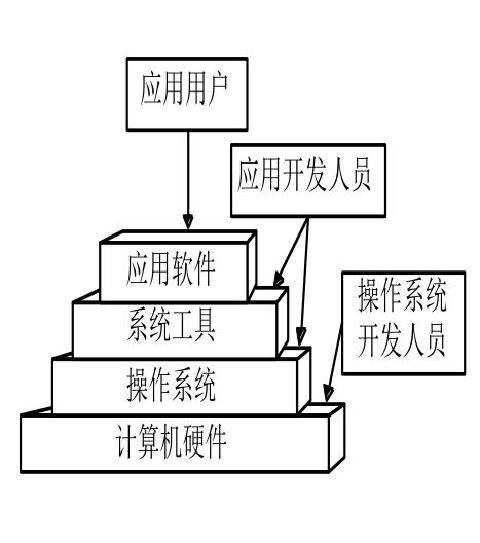 应用用户
应用开发人员
应用软件
操作系统
开发人员
系统工具
操作系统
计算机硬件